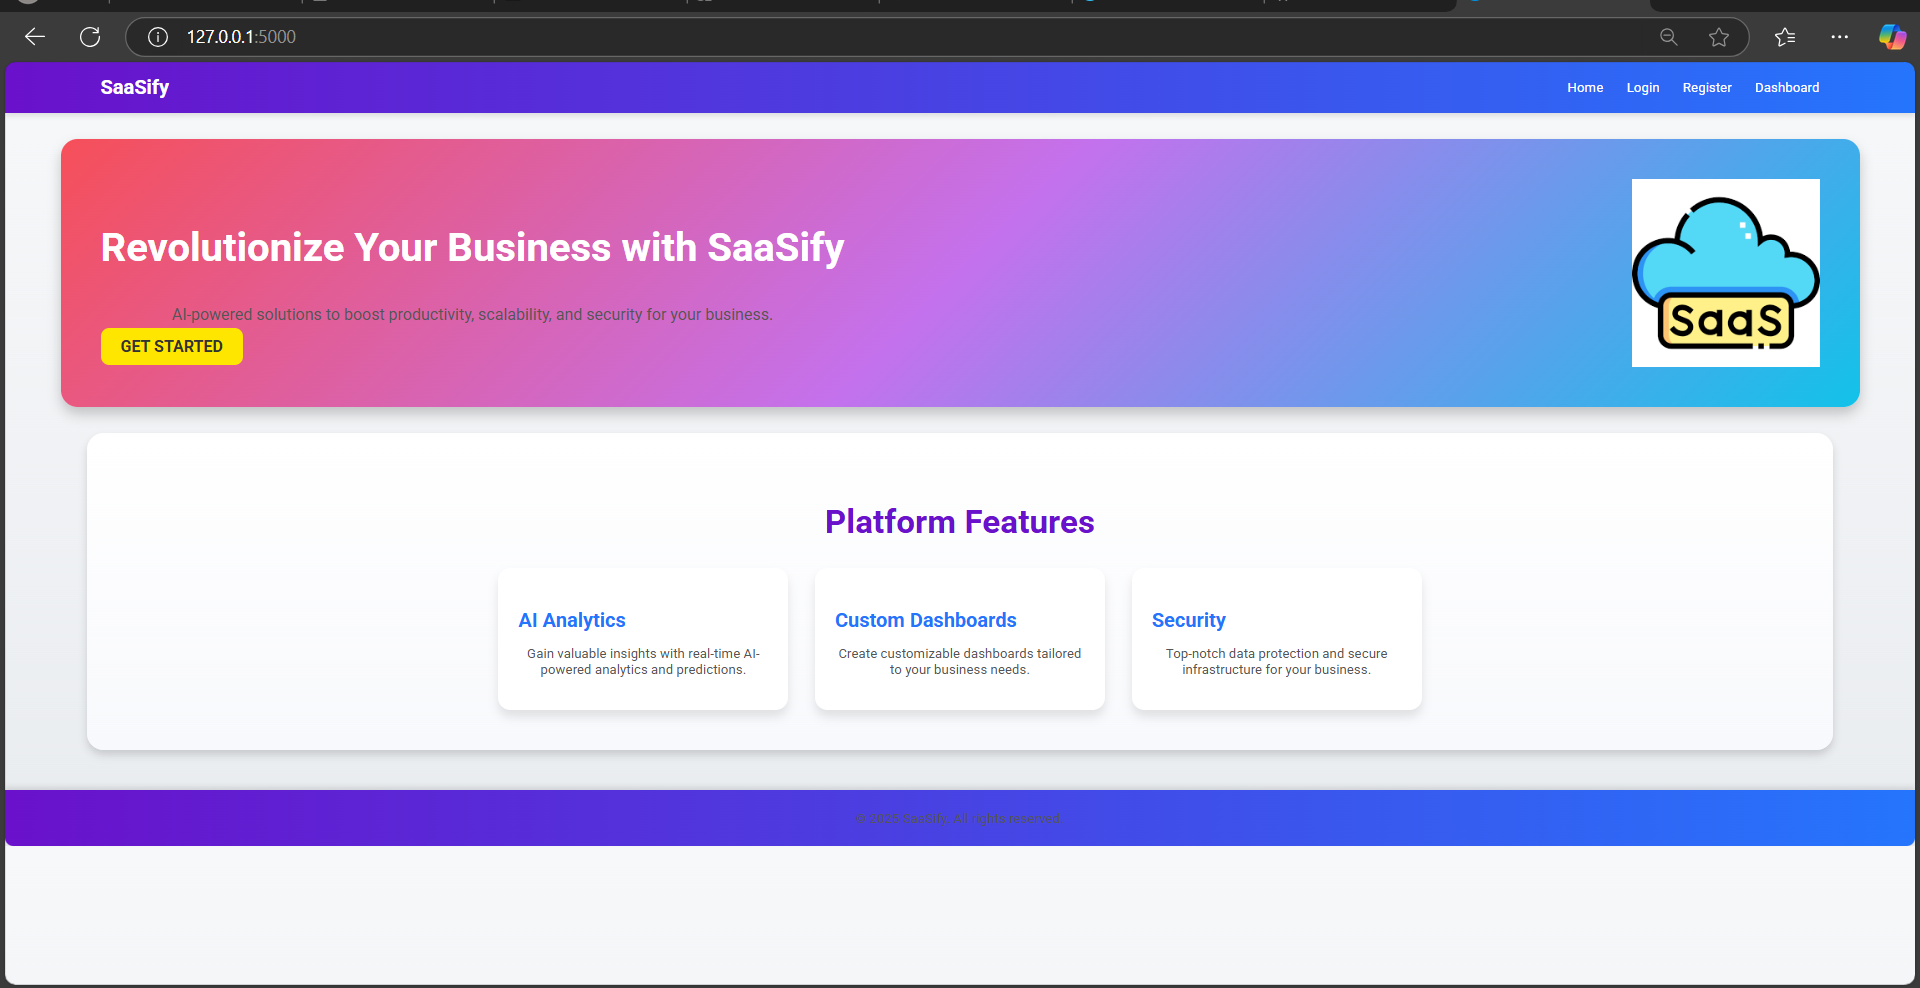 127.0.0.1:5000
SaaSify
Home Login Register Dashboard
Revolutionize Your Business with SaaSify
AI-powered solutions to boost productivity, scalability, and security for your business.
GET STARTED
SaaS
Platform Features
AI Analytics
Gain valuable insights with real-time AI-
powered analytics and predictions.
Custom Dashboards
Create customizable dashboards tailored
to your business needs.
Security
Top-notch data protection and secure
infrastructure for your business.
© 2025 SaaSify. All rights reserved.